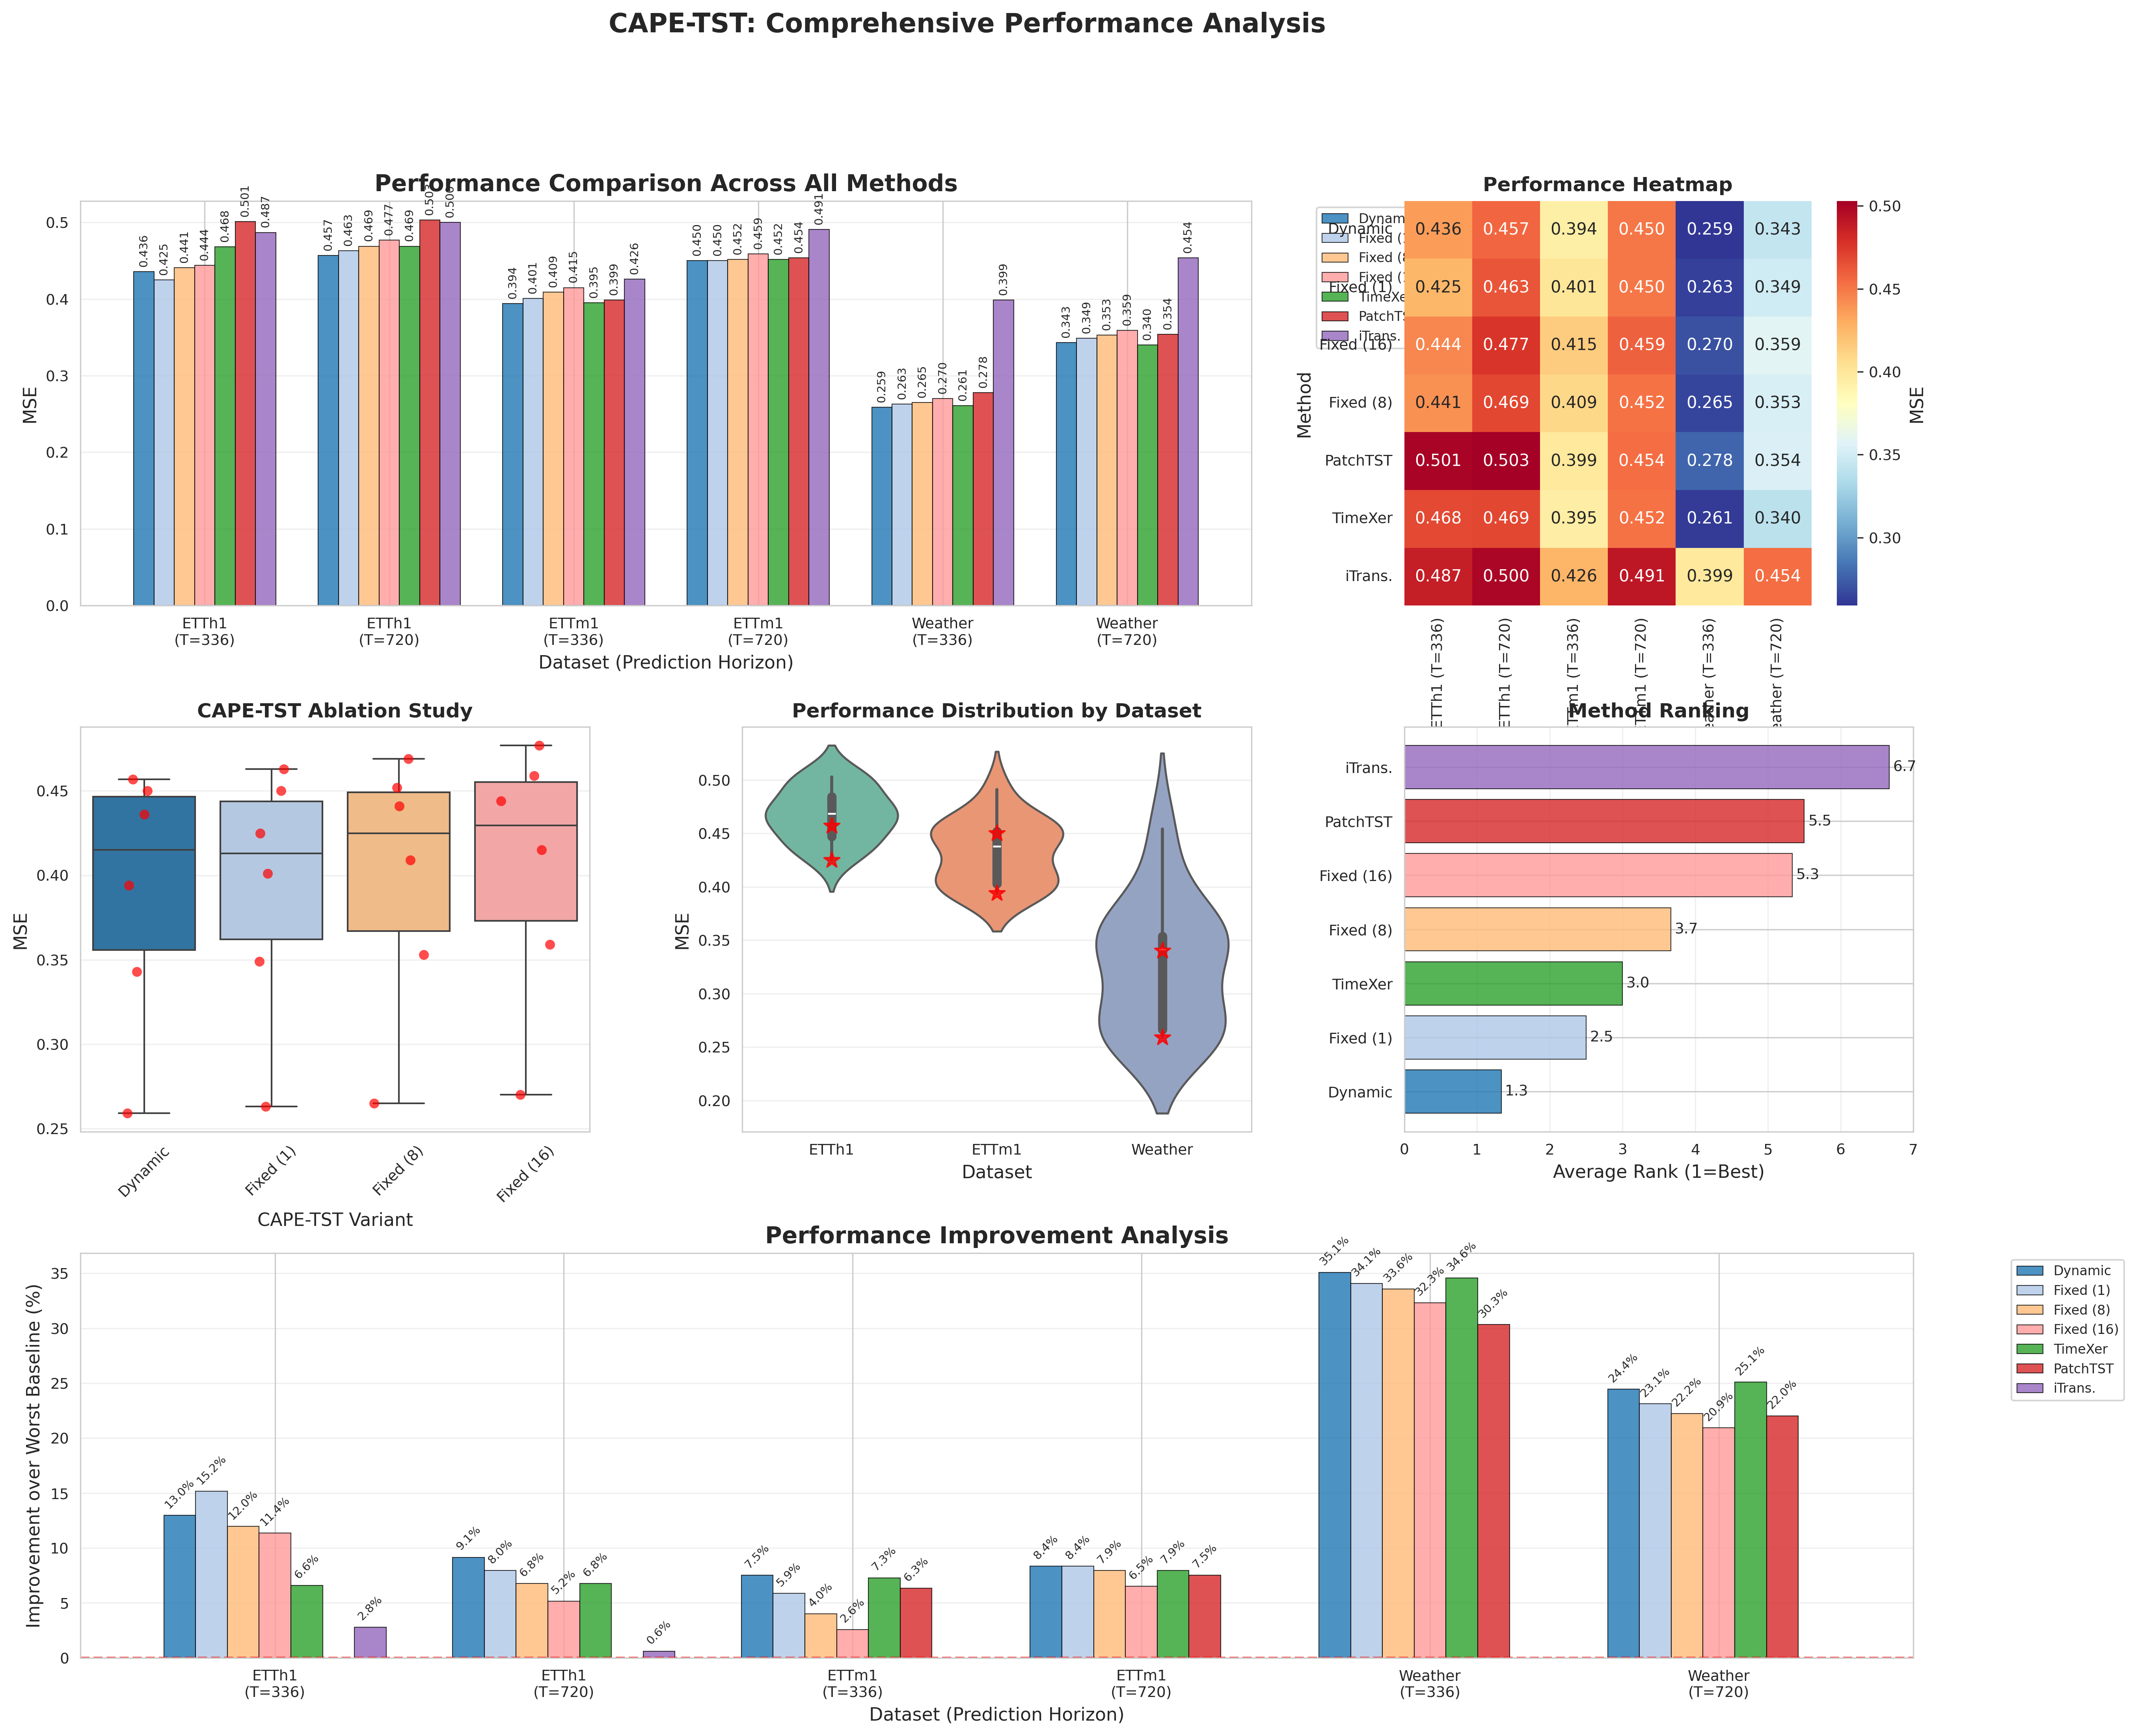 CAPE-TST: Comprehensive Performance Analysis
Performance Comparison Across All Methods
MSE
0.5
0.4
0.3
0.2
0.1
0.0
0.436 0.425 0.441 0.444 0.468 0.501 0.487
0.457 0.463 0.469 0.477 0.469 0.503 0.500
0.394 0.401 0.409 0.415 0.395 0.399 0.426
0.450 0.450 0.452 0.459 0.452 0.454 0.491
0.259 0.263 0.265 0.270 0.261 0.278 0.399
0.343 0.349 0.353 0.359 0.340 0.354 0.454
ETTh1 ETTh1 ETTm1 ETTm1 Weather Weather
(T=336) (T=720) (T=336) (T=720) (T=336) (T=720)
Dataset (Prediction Horizon)
Performance Heatmap
Method
Dynamic 0.436 0.457 0.394 0.450 0.259 0.343
Fixed (1) 0.425 0.463 0.401 0.450 0.263 0.349
Fixed (16) 0.444 0.477 0.415 0.459 0.270 0.359
Fixed (8) 0.441 0.469 0.409 0.452 0.265 0.353
PatchTST 0.501 0.503 0.399 0.454 0.278 0.354
TimeXer 0.468 0.469 0.395 0.452 0.261 0.340
iTrans. 0.487 0.500 0.426 0.491 0.399 0.454
iTrans.
ETTh1 (T=336)
ETTh1 (T=720)
(T=336)
(T=720)
(T=336)
(T=720)
0.50
0.45
0.40
0.35
0.30
MSE
CAPE-TST Ablation Study
MSE
0.45
0.40
0.35
0.30
0.25
Dynamic
Fixed (1)
Fixed (8)
Fixed (16)
CAPE-TST Variant
Performance Distribution by Dataset
MSE
0.50
0.45
0.40
0.35
0.30
0.25
0.20
ETTh1 ETTm1 Weather
Dataset
Method Ranking
iTrans. 6.7
PatchTST 5.5
Fixed (16) 5.3
Fixed (8) 3.7
TimeXer 3.0
Fixed (1) 2.5
Dynamic 1.3
0 1 2 3 4 5 6 7
Average Rank (1=Best)
Performance Improvement Analysis
Improvement over Worst Baseline (%)
35
30
25
20
15
10
5
0
13.0% 15.2% 12.0% 11.4% 6.6% 2.8%
9.1% 8.0% 6.8% 5.2% 6.8% 0.6%
7.5% 5.9% 4.0% 2.6% 7.3% 6.3%
8.4% 8.4% 7.9% 6.5% 7.9% 7.5%
35.1% 34.1% 33.6% 32.3% 34.6% 30.3%
24.4% 23.1% 22.2% 20.9% 25.1% 22.0%
ETTh1 ETTh1 ETTm1 ETTm1 Weather Weather
(T=336) (T=720) (T=336) (T=720) (T=336) (T=720)
Dataset (Prediction Horizon)
Dynamic
Fixed (1)
Fixed (8)
Fixed (16)
TimeXer
PatchTST
iTrans.